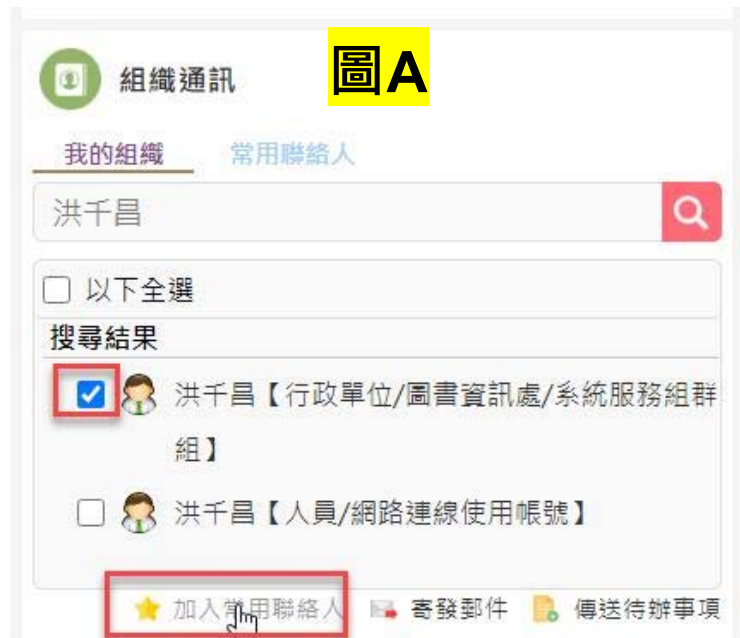 圖A
組織通訊
我的組織 常用聯絡人
洪千昌
以下全選
搜尋結果
洪千昌【行政單位/圖書資訊處/系統服務組群
組】
洪千昌【人員/網路連線使用帳號】
加入常用聯絡人 寄發郵件 傳送待辦事項